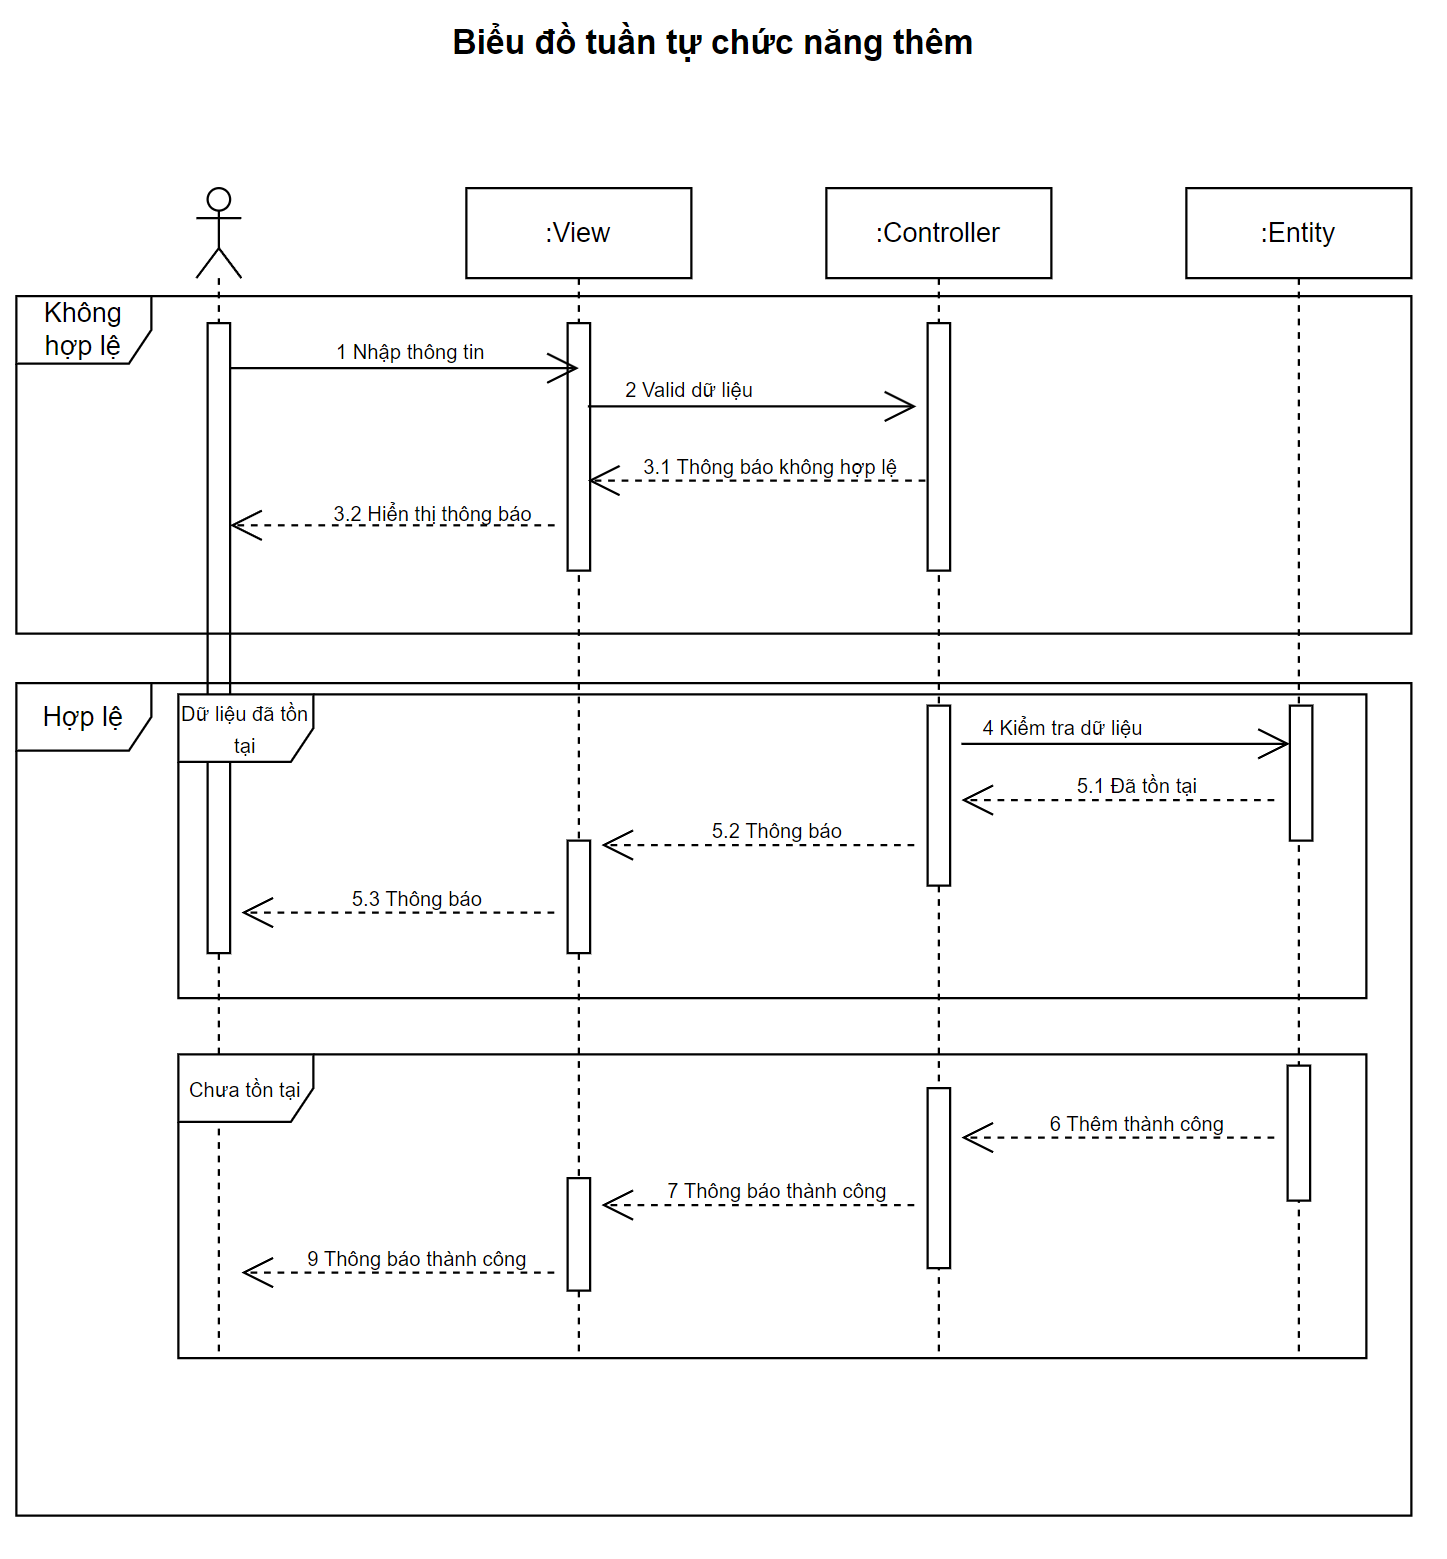 Biểu đồ tuần tự chức năng thêm
:View
:Controller
:Entity
Không
hợp lệ
1 Nhập thông tin
2 Valid dữ liệu
3.1 Thông báo không hợp lệ
3.2 Hiển thị thông báo
Hợp lệ
Dữ liệu đã tồn
tại
4 Kiểm tra dữ liệu
5.1 Đã tồn tại
5.2 Thông báo
5.3 Thông báo
Chưa tồn tại
6 Thêm thành công
7 Thông báo thành công
9 Thông báo thành công